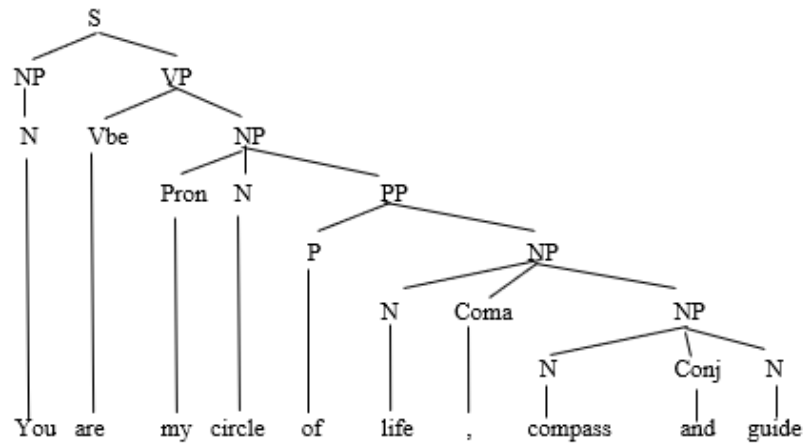 S
NP VP
N Vbe NP
Pron N PP
P NP
N Coma NP
N Conj N
You are my circle of life , compass and guide